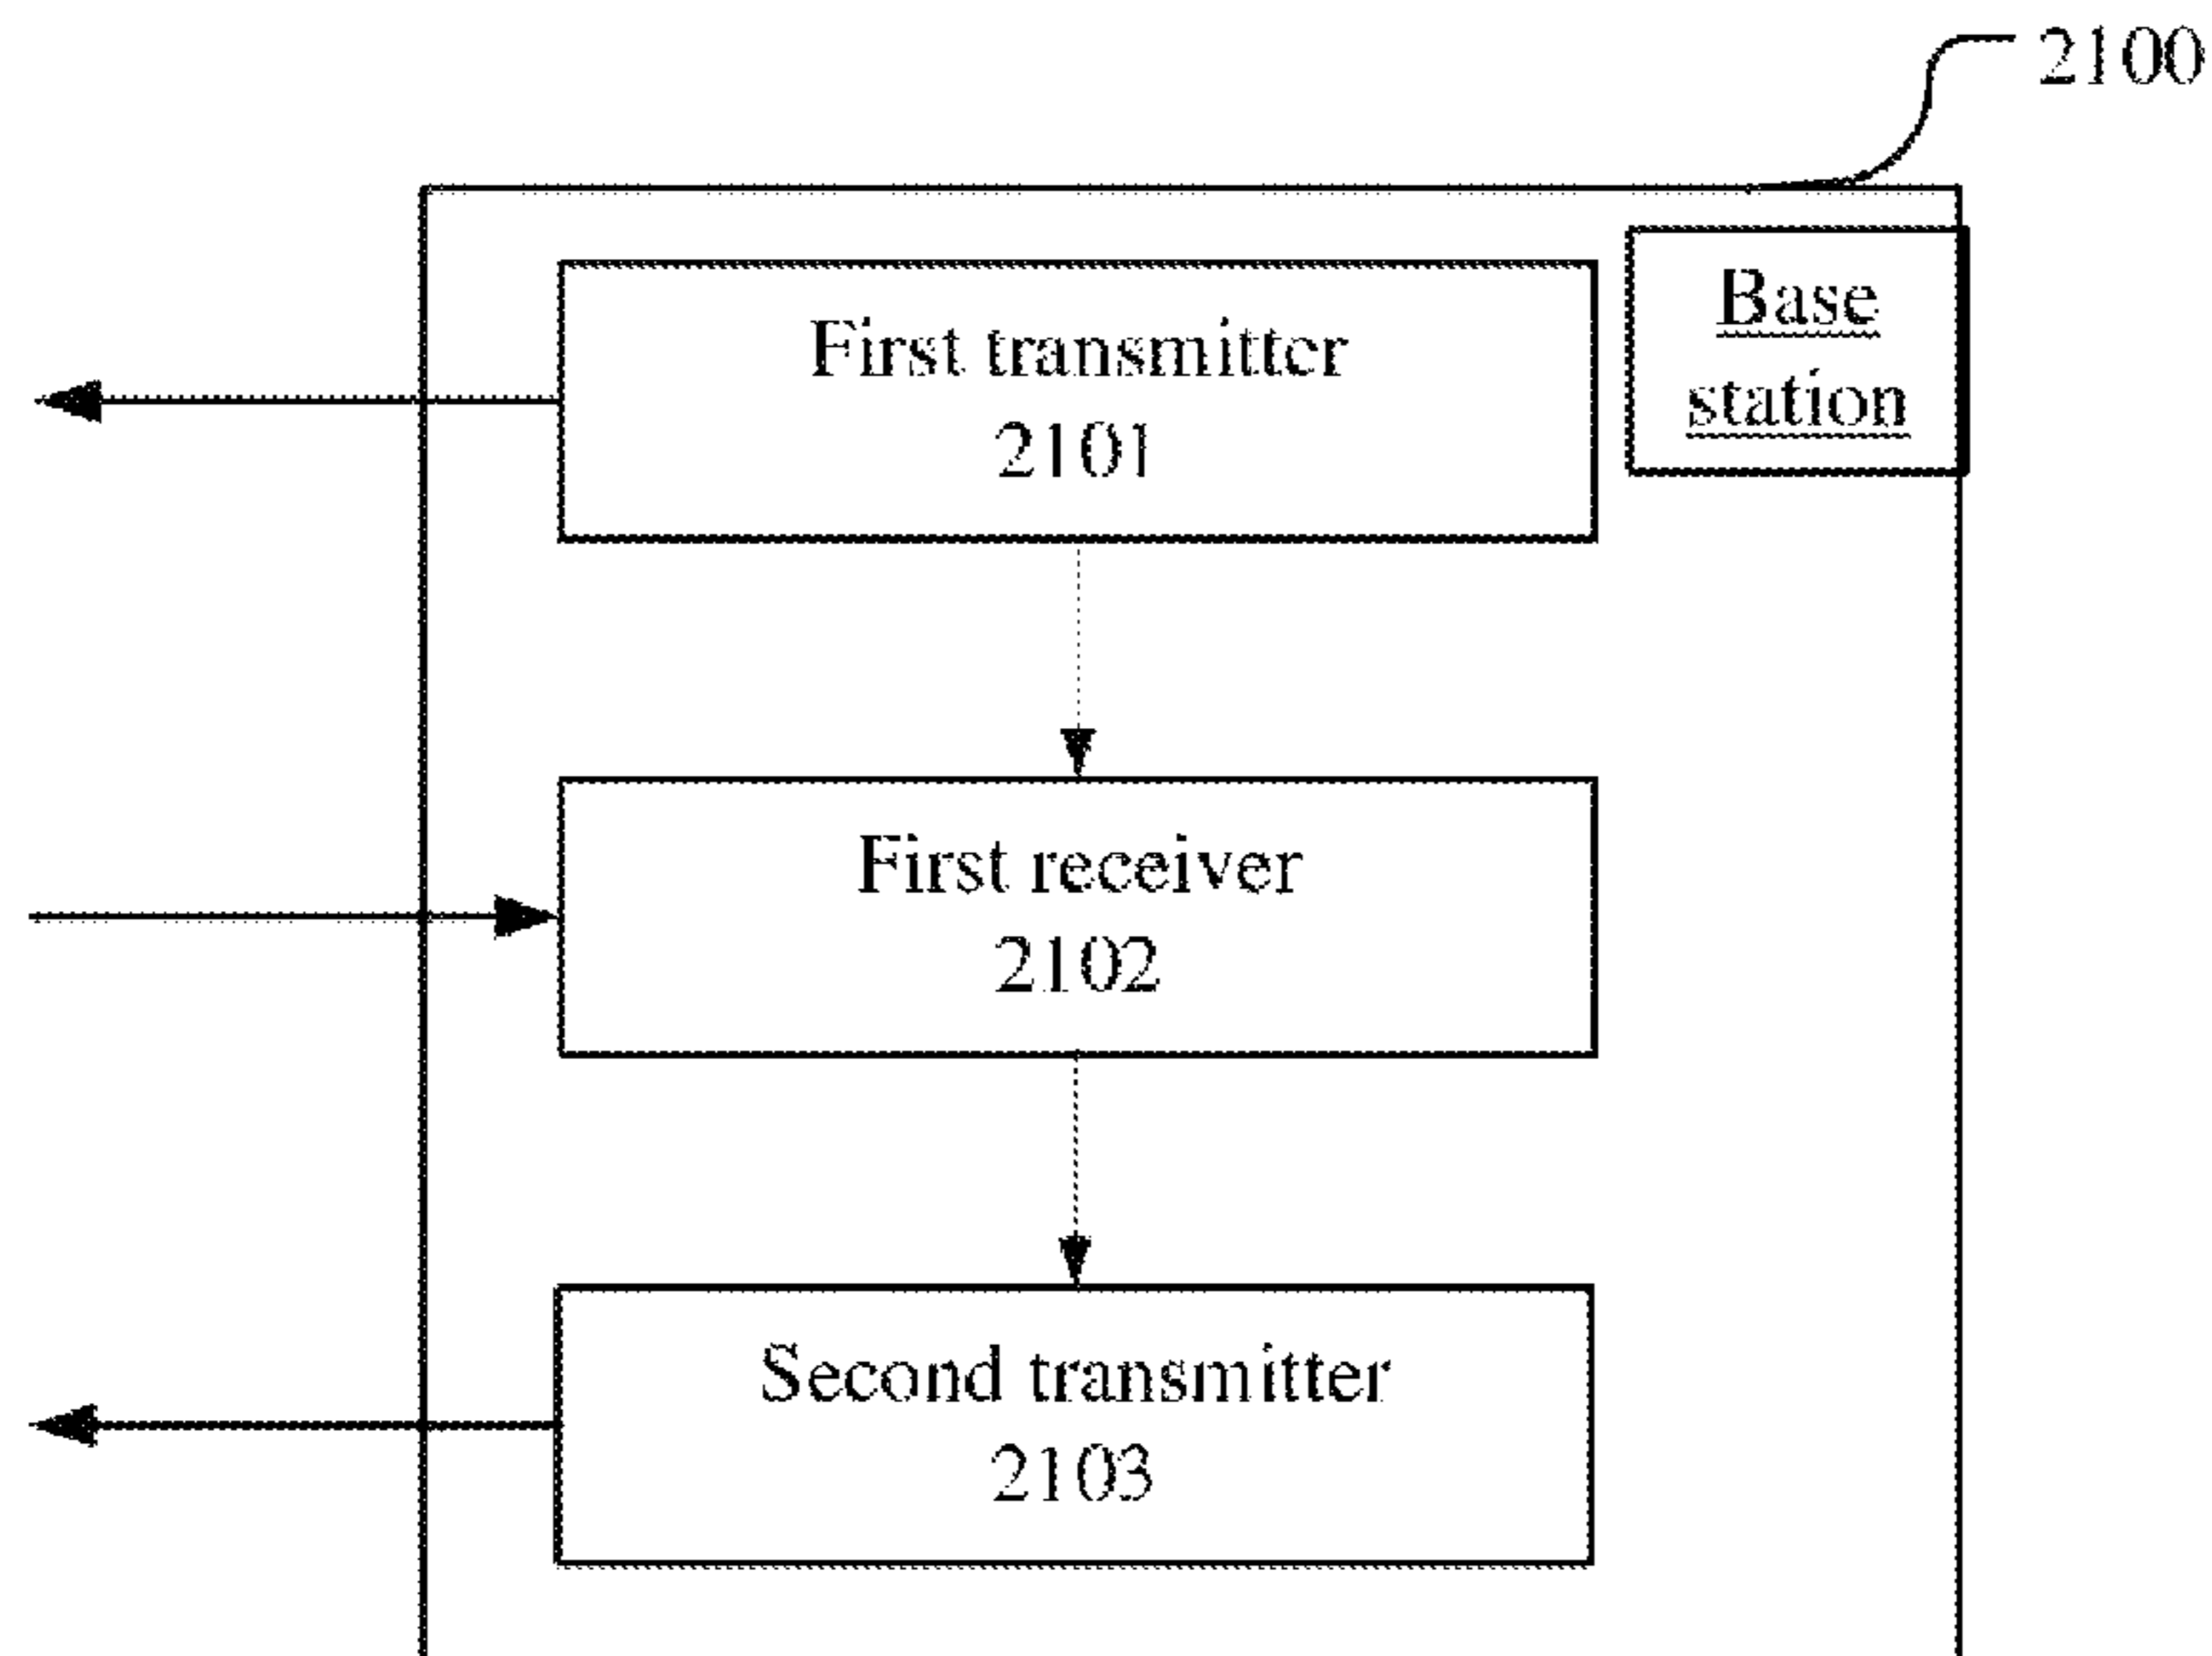 2100
First transmitter
2101
Base
station
First receiver
2102
Second transmitter
2103